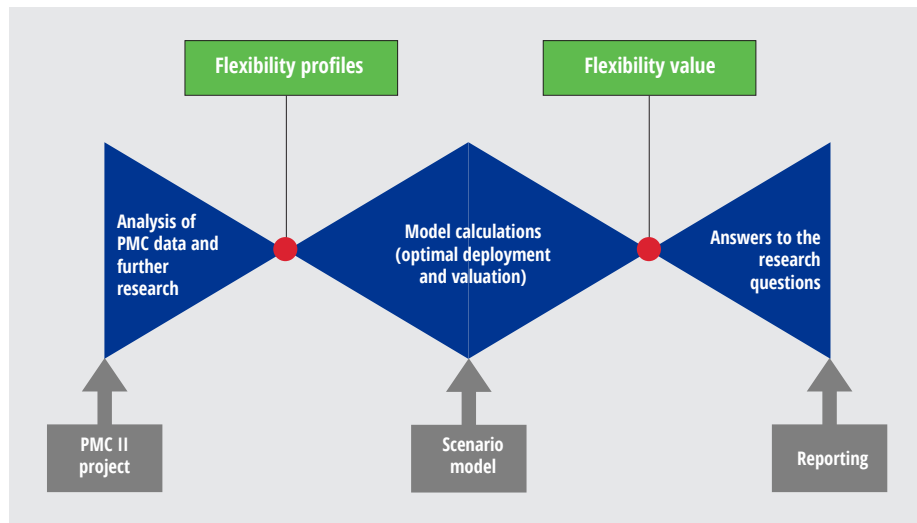 Flexibility profiles
Flexibility value
Analysis of
PMC data and
further
research
Model calculations
(optimal deployment
and valuation)
Answers to the
research
questions
PMC II
project
Scenario
model
Reporting